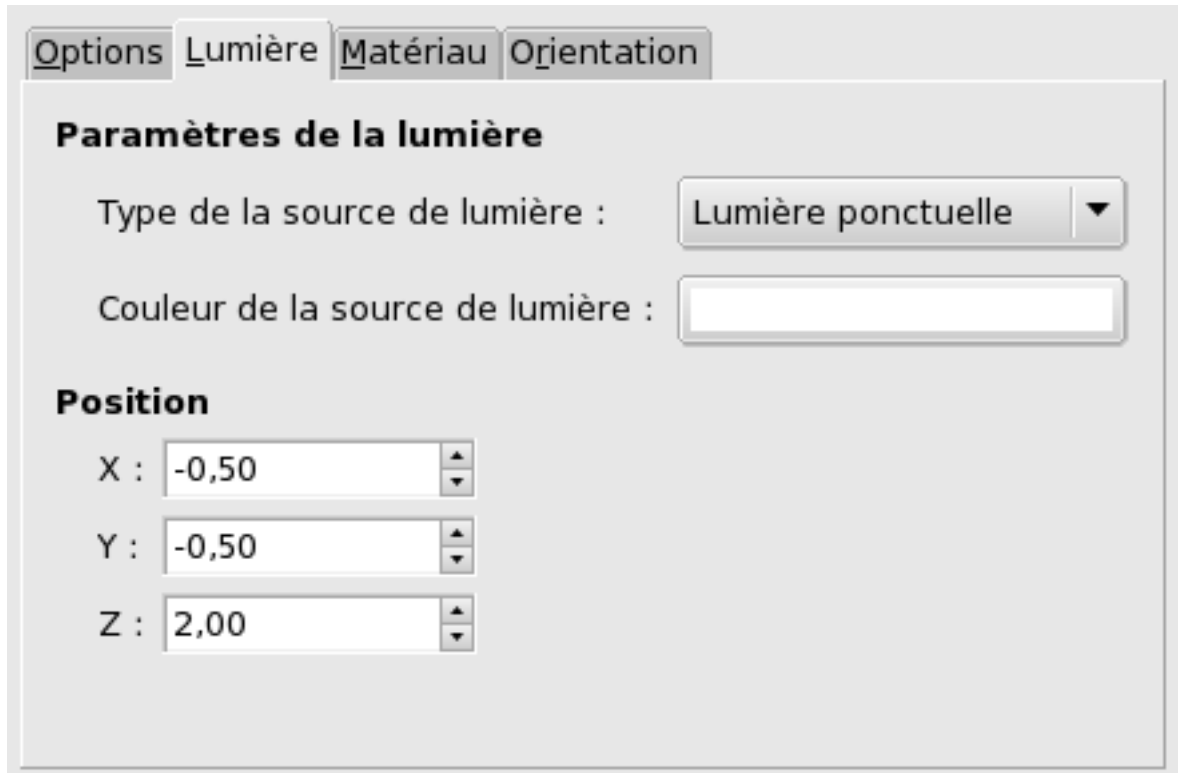 Options Lumière Matériau Orientation
Paramètres de la lumière
Type de la source de lumière : Lumière ponctuelle
Couleur de la source de lumière :
Position
X : -0,50
Y : -0,50
Z : 2,00